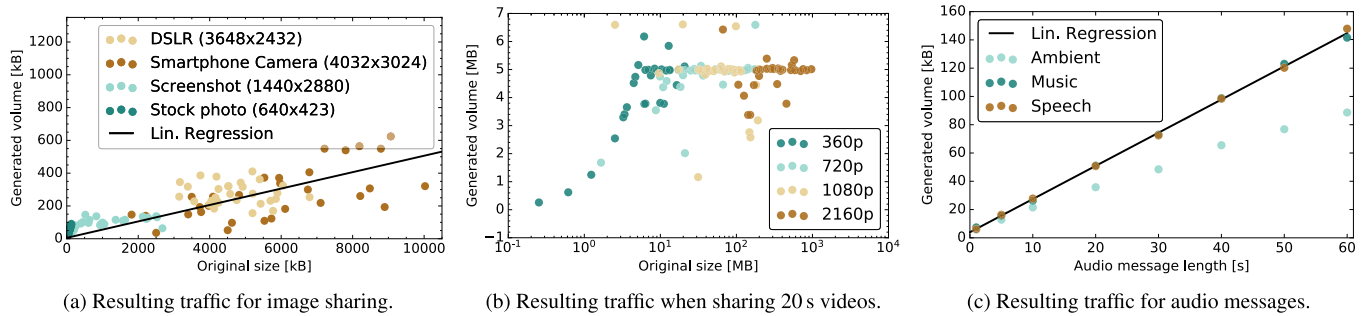 Generated volume [kB]
1200
1000
800
600
400
200
0
DSLR (3648x2432)
Smartphone Camera (4032x3024)
Screenshot (1440x2880)
Stock photo (640x423)
Lin. Regression
0 2000 4000 6000 8000 10000
Original size [kB]
(a) Resulting traffic for image sharing.
Generated volume [MB]
7
6
5
4
3
2
1
0
−1
360p
720p
1080p
2160p
10⁻¹ 10⁰ 10¹ 10² 10³ 10⁴
Original size [MB]
(b) Resulting traffic when sharing 20 s videos.
Generated volume [kB]
160
140
120
100
80
60
40
20
0
Lin. Regression
Ambient
Music
Speech
0 10 20 30 40 50 60
Audio message length [s]
(c) Resulting traffic for audio messages.